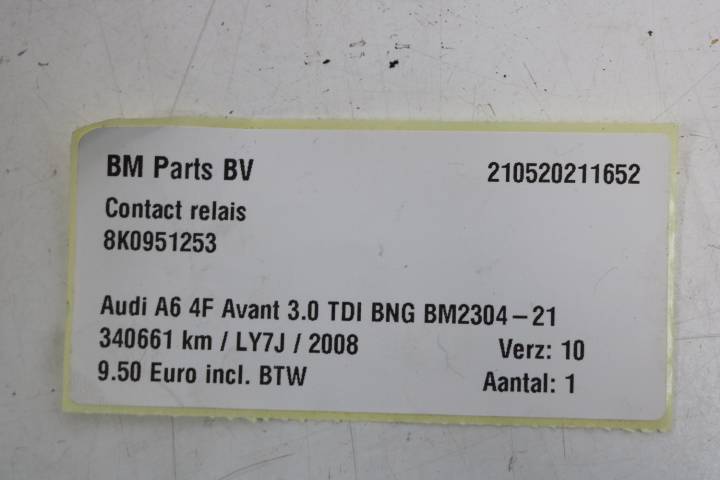 BM Parts BV 210520211652
Contact relais
8K0951253
Audi A6 4F Avant 3.0 TDI BNG BM2304-21
340661 km / LY7J / 2008 Verz: 10
9.50 Euro incl. BTW Aantal: 1